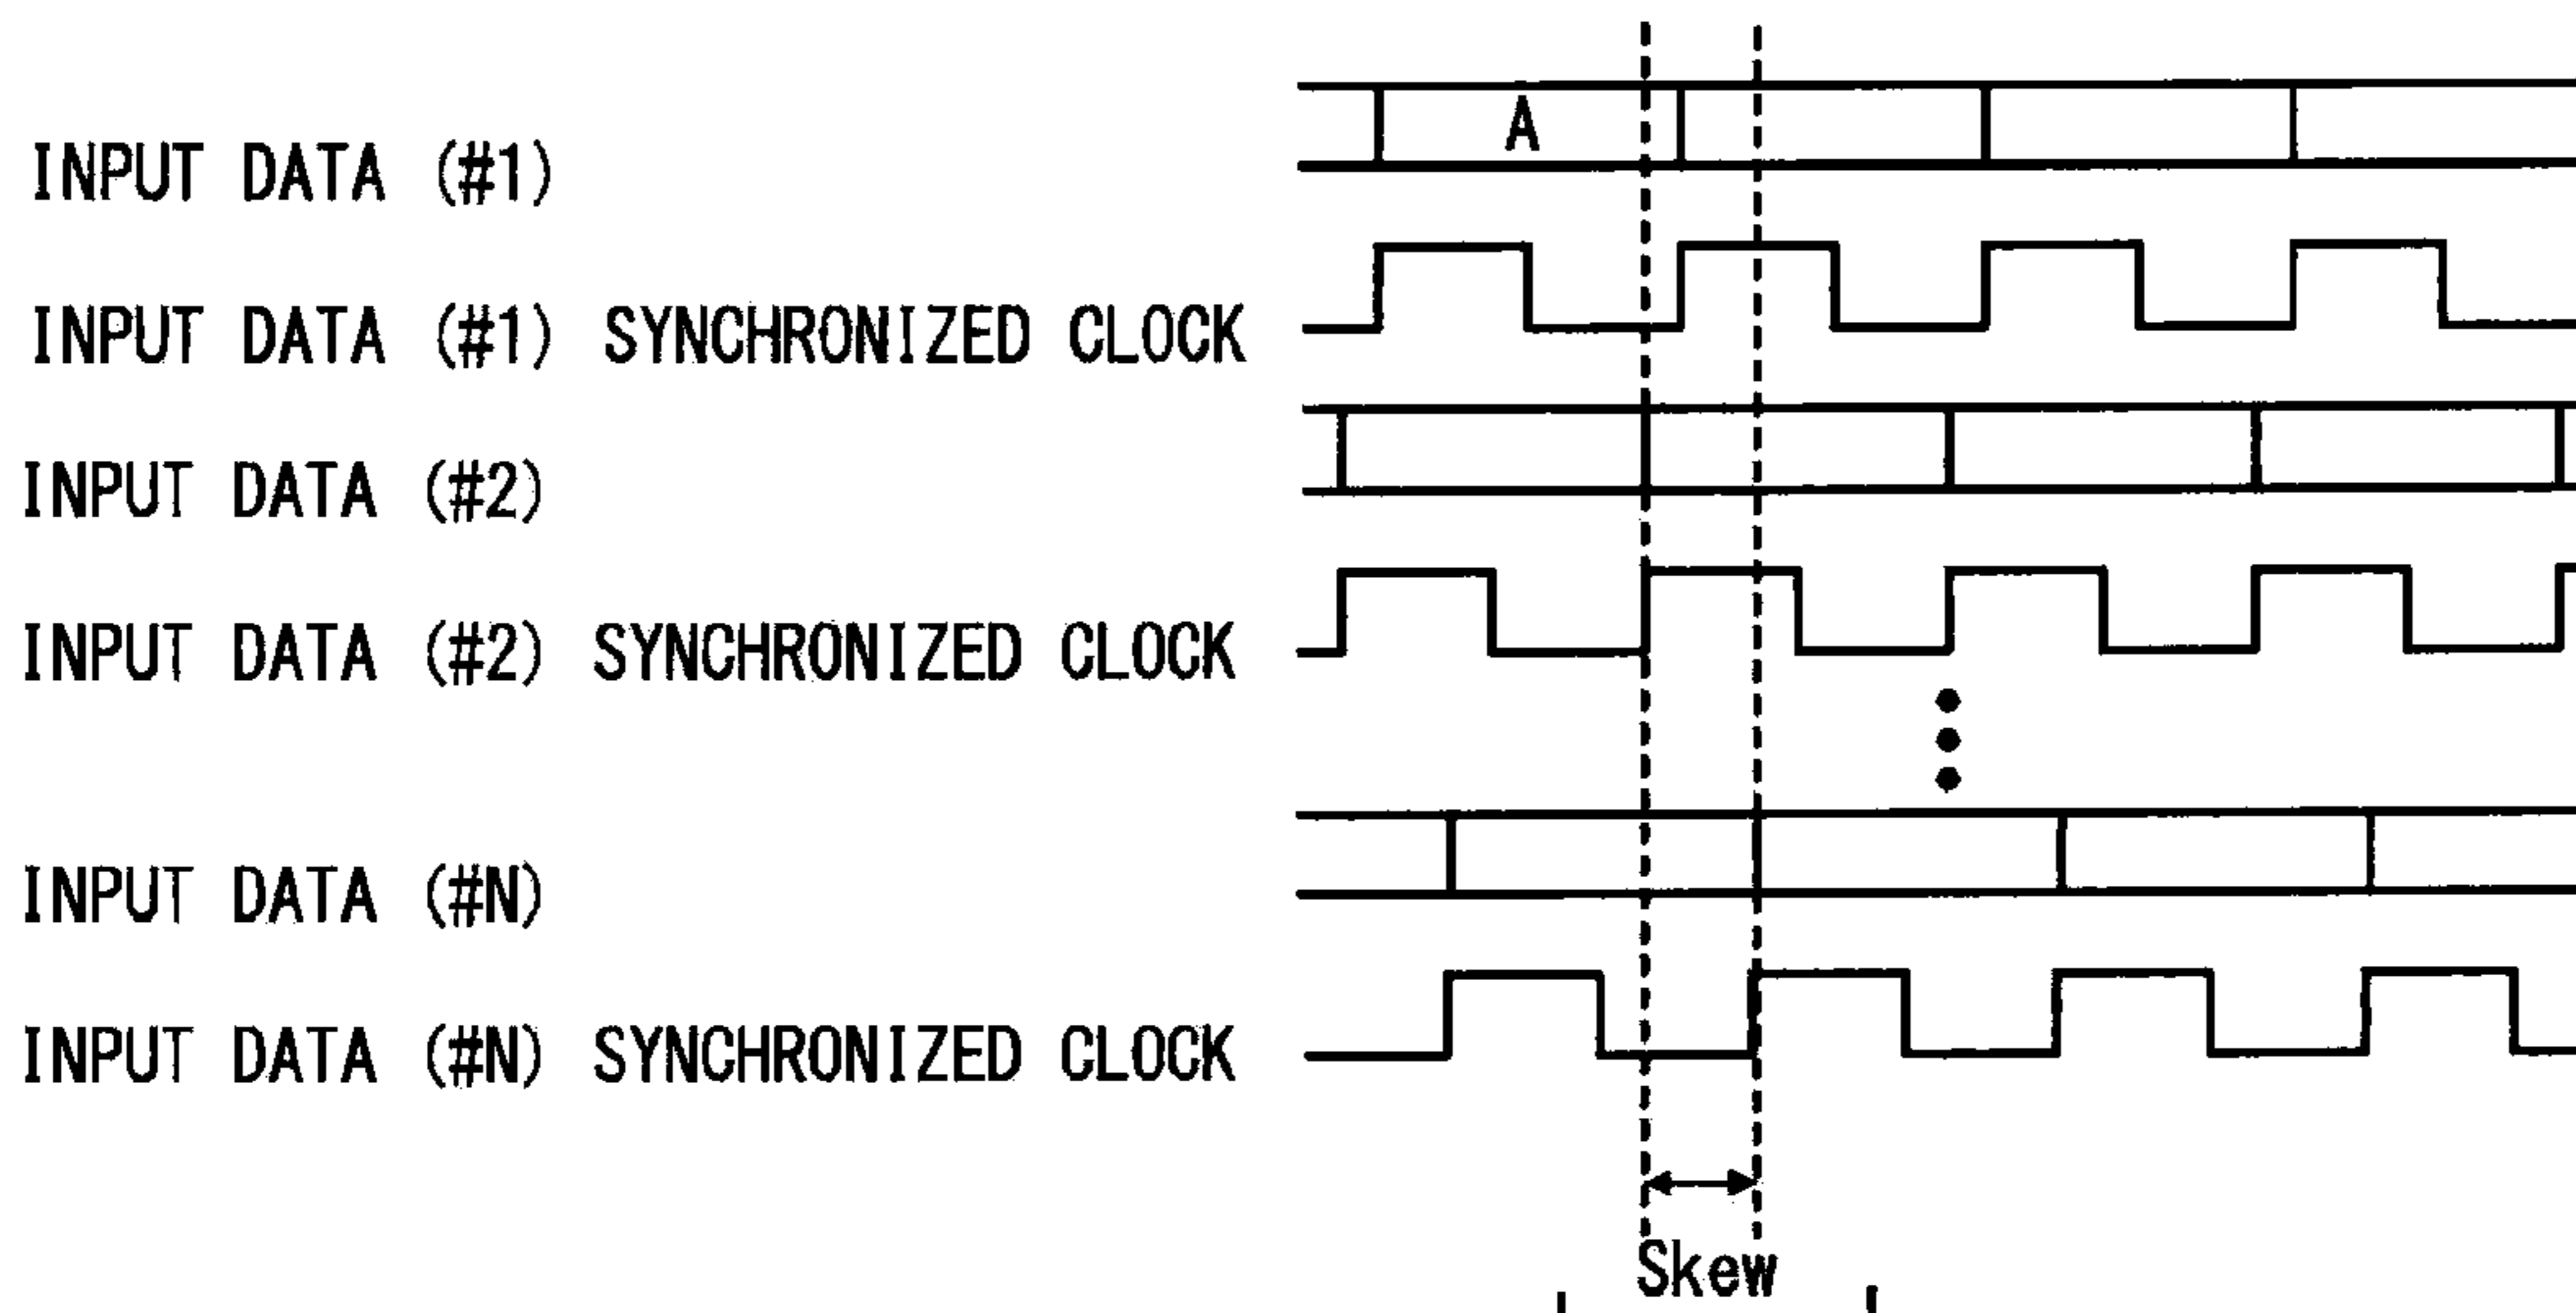 A
INPUT DATA (#1)
INPUT DATA (#1) SYNCHRONIZED CLOCK
INPUT DATA (#2)
INPUT DATA (#2) SYNCHRONIZED CLOCK
INPUT DATA (#N)
INPUT DATA (#N) SYNCHRONIZED CLOCK
Skew